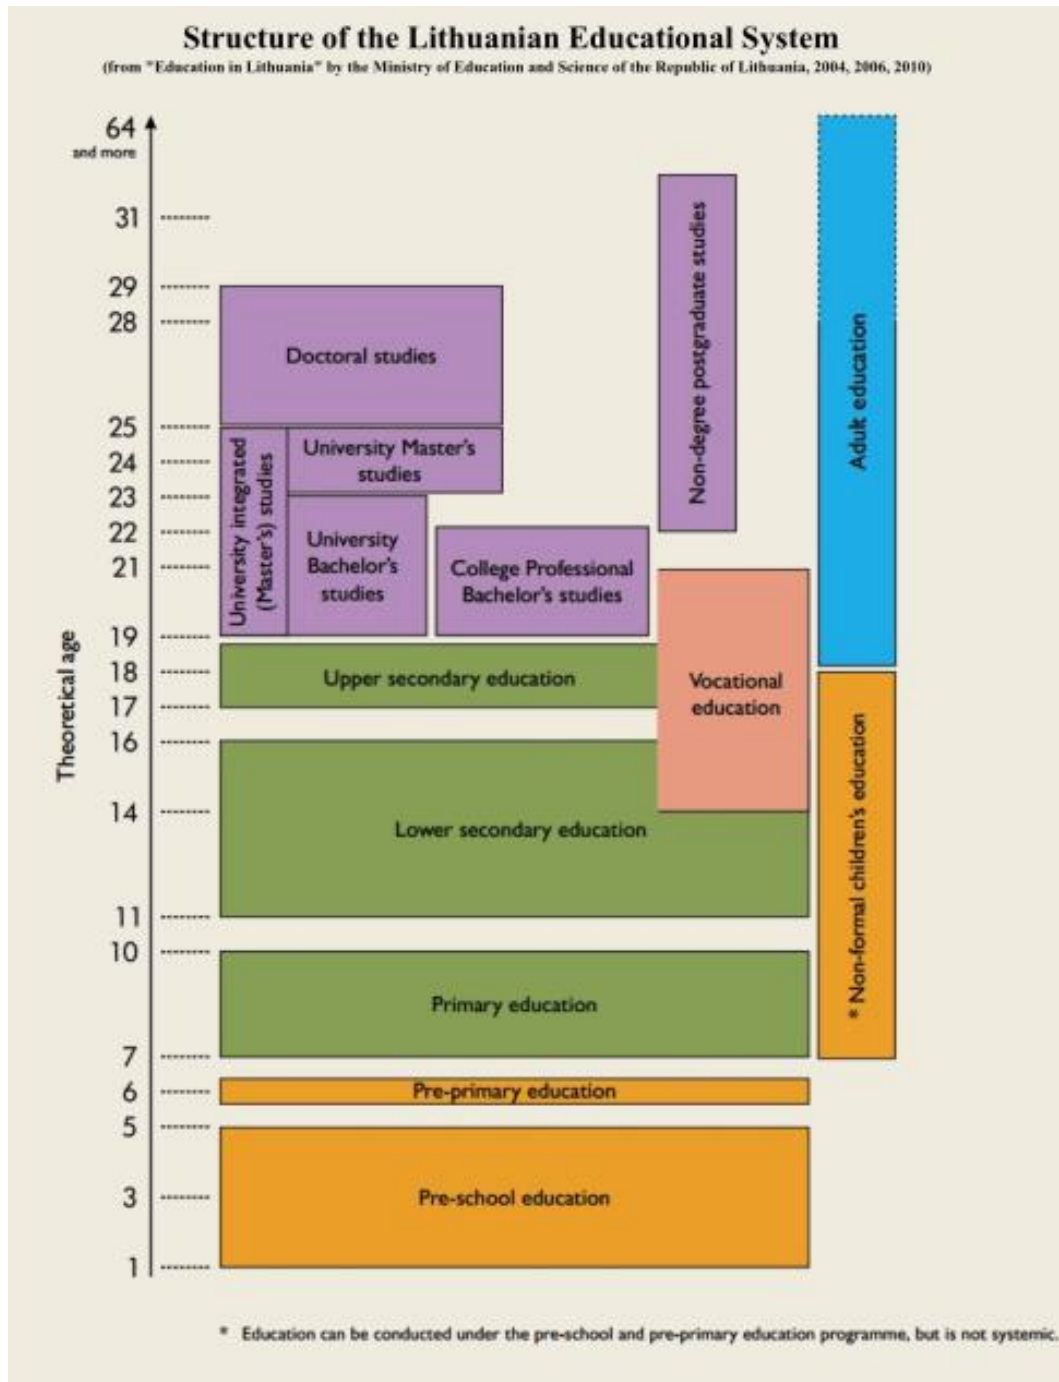 Structure of the Lithuanian Educational System
(from "Education in Lithuania" by the Ministry of Education and Science of the Republic of Lithuania, 2004, 2006, 2010)
64
and more
31
29
28
25
24
23
22
21
19
18
17
16
14
11
10
7
6
5
3
1
Theoretical age
Doctoral studies
University integrated
(Master's) studies
University Master's
studies
University
Bachelor's
studies
College Professional
Bachelor's studies
Non-degree postgraduate studies
Adult education
Upper secondary education
Vocational
education
Lower secondary education
* Non-formal children's education
Primary education
Pre-primary education
Pre-school education
* Education can be conducted under the pre-school and pre-primary education programme, but is not systemic.